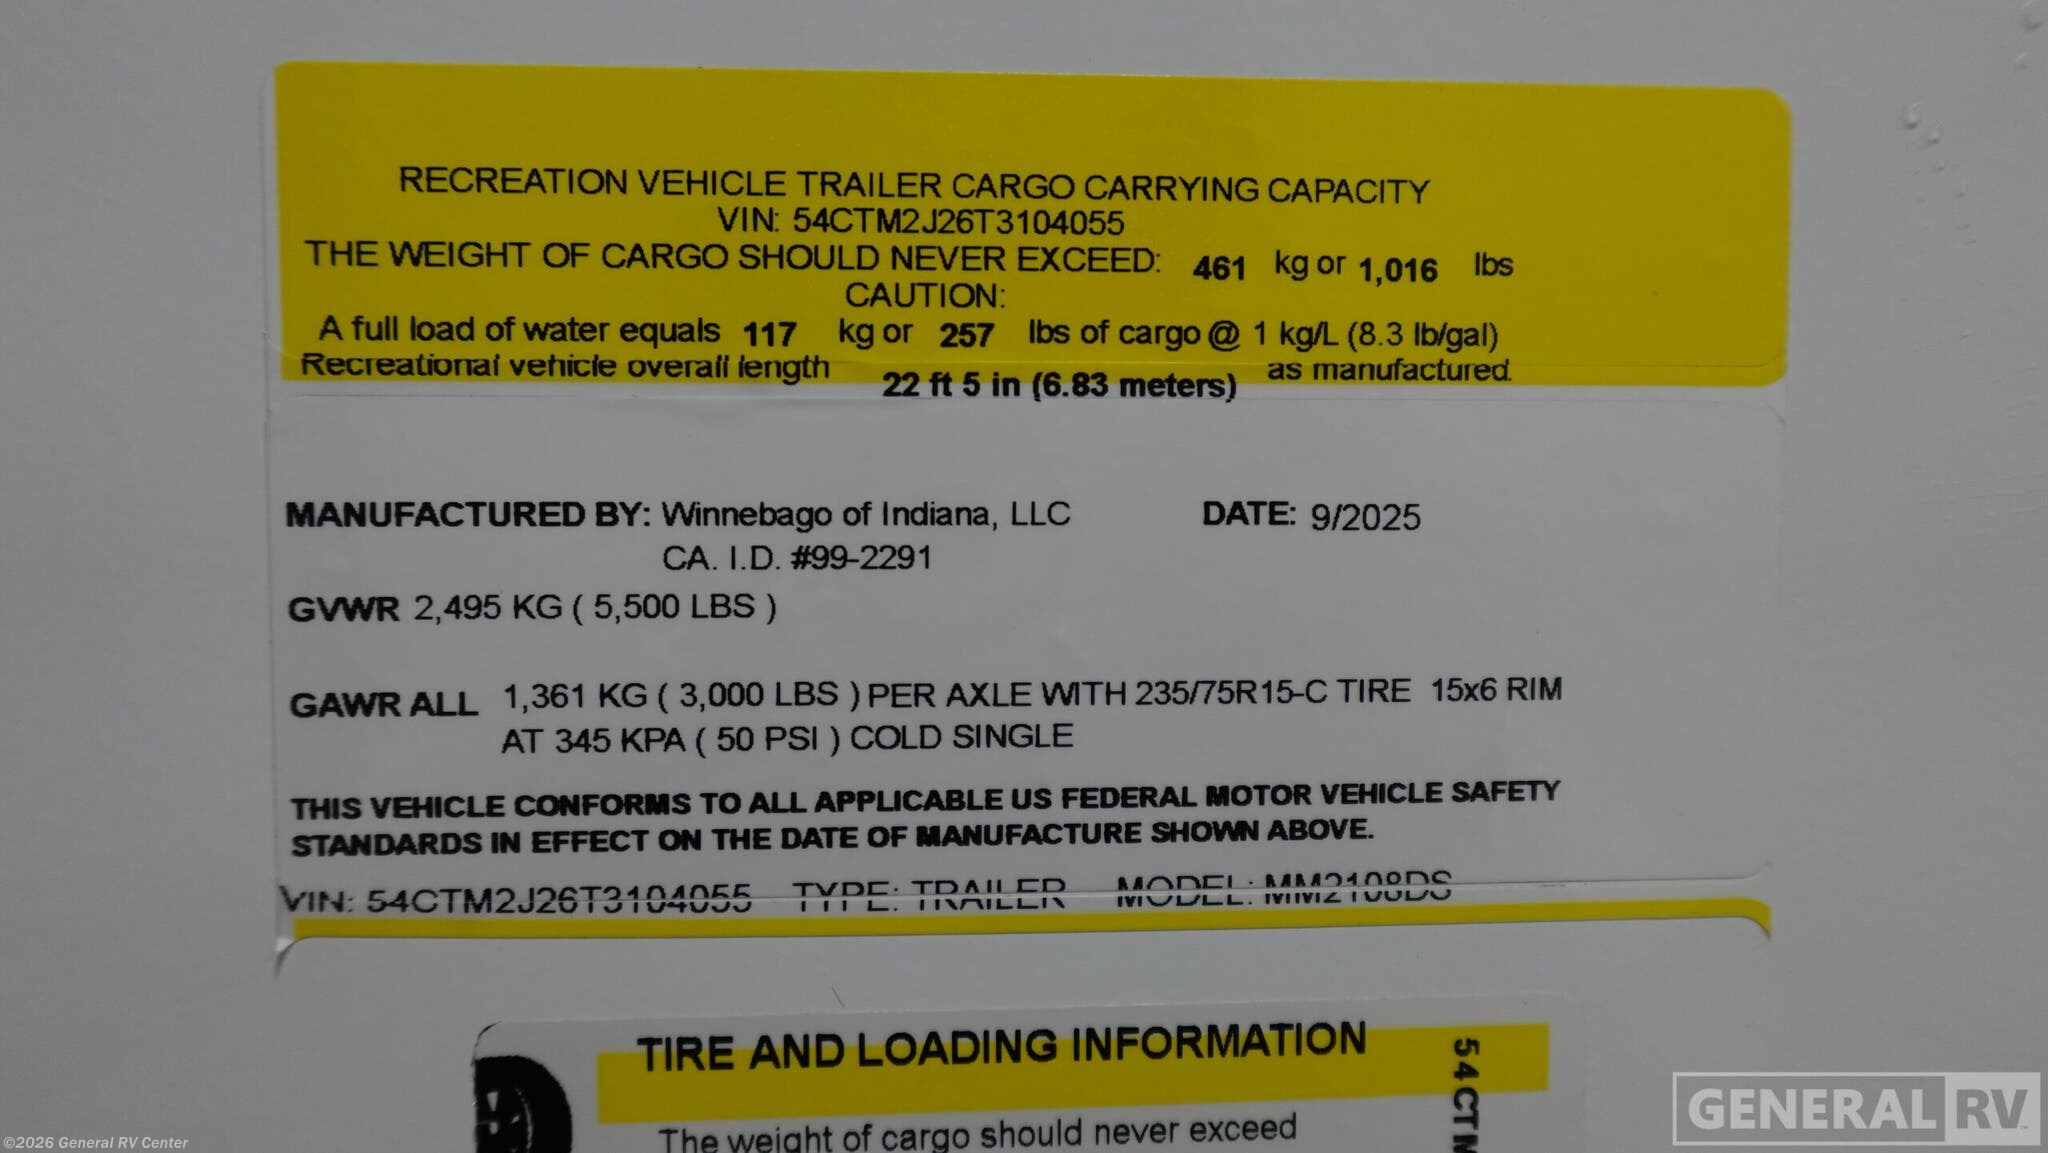 RECREATION VEHICLE TRAILER CARGO CARRYING CAPACITY
VIN: 54CTM2J26T3104055
THE WEIGHT OF CARGO SHOULD NEVER EXCEED: 461 kg or 1,016 lbs
CAUTION:
A full load of water equals 117 kg or 257 lbs of cargo @ 1 kg/L (8.3 lb/gal)
Recreational vehicle overall length 22 ft 5 in (6.83 meters) as manufactured.
MANUFACTURED BY: Winnebago of Indiana, LLC DATE: 9/2025
CA. I.D. #99-2291
GVWR 2,495 KG ( 5,500 LBS )
GAWR ALL 1,361 KG ( 3,000 LBS ) PER AXLE WITH 235/75R15-C TIRE 15x6 RIM
AT 345 KPA ( 50 PSI ) COLD SINGLE
THIS VEHICLE CONFORMS TO ALL APPLICABLE US FEDERAL MOTOR VEHICLE SAFETY
STANDARDS IN EFFECT ON THE DATE OF MANUFACTURE SHOWN ABOVE.
VIN: 54CTM2J26T3104055 TYPE: TRAILER MODEL: MM2108DS
TIRE AND LOADING INFORMATION
54CTM
The weight of cargo should never exceed
GENERAL RV
©2026 General RV Center